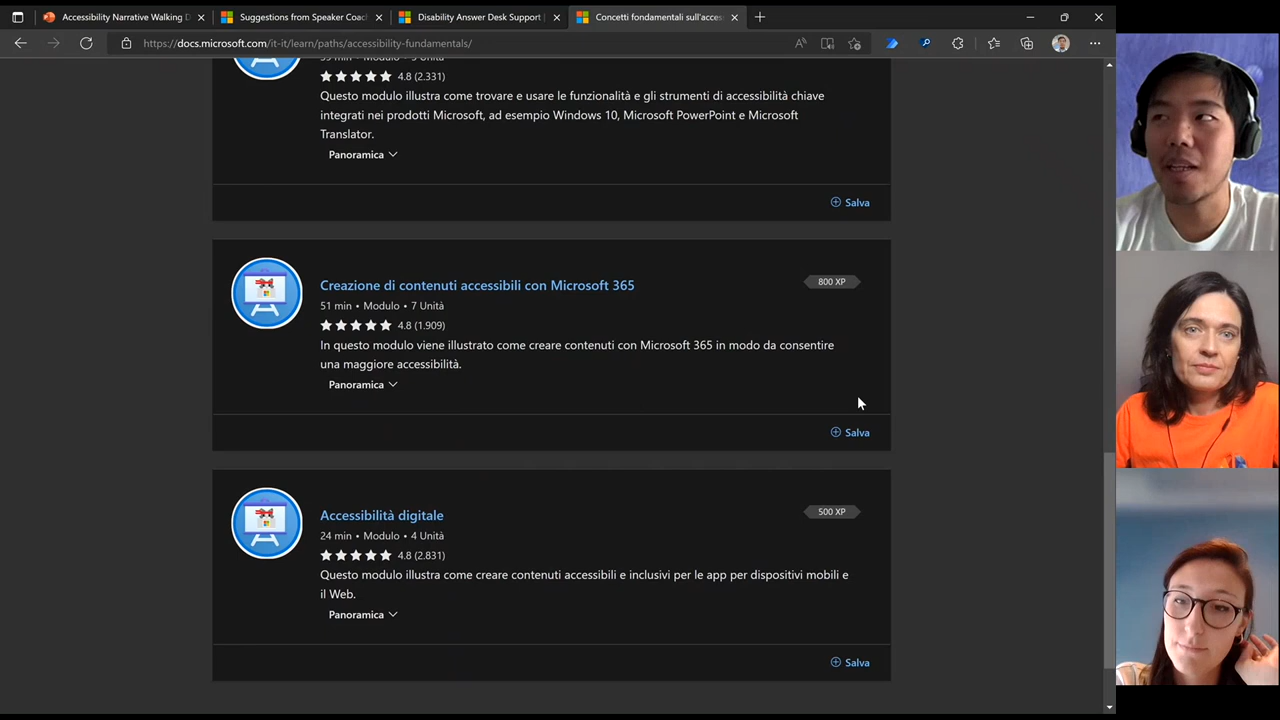 Accessibility Narrative Walking D
Suggestions from Speaker Coac
Disability Answer Desk Support |
Concetti fondamentali sull'acces
https://docs.microsoft.com/it-it/learn/paths/accessibility-fundamentals/
4.8 (2.331)
Questo modulo illustra come trovare e usare le funzionalità e gli strumenti di accessibilità chiave
integrati nei prodotti Microsoft, ad esempio Windows 10, Microsoft PowerPoint e Microsoft
Translator.
Panoramica
Salva
Creazione di contenuti accessibili con Microsoft 365
800 XP
51 min • Modulo • 7 Unità
4.8 (1.909)
In questo modulo viene illustrato come creare contenuti con Microsoft 365 in modo da consentire
una maggiore accessibilità.
Panoramica
Salva
Accessibilità digitale
500 XP
24 min • Modulo • 4 Unità
4.8 (2.831)
Questo modulo illustra come creare contenuti accessibili e inclusivi per le app per dispositivi mobili e
il Web.
Panoramica
Salva